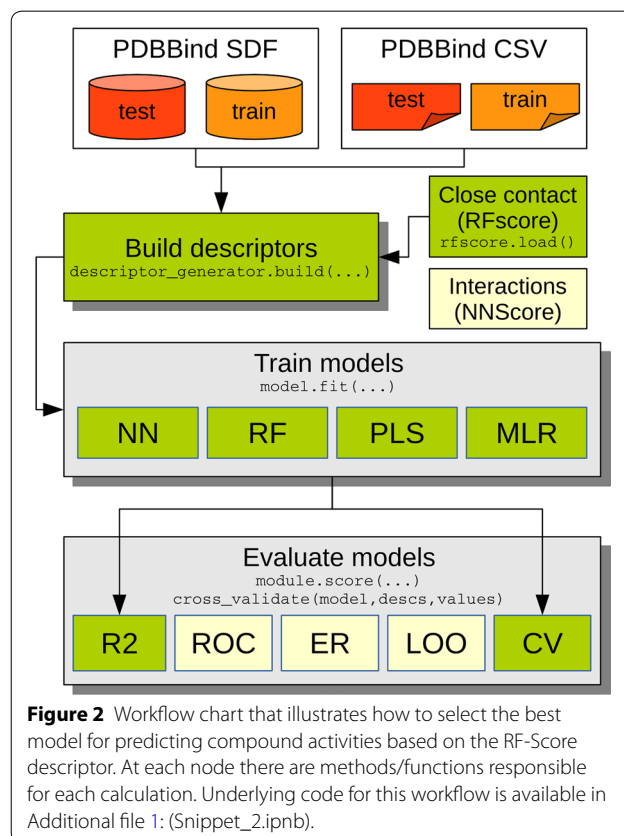 PDBBind SDF
test
train
PDBBind CSV
test
train
Close contact
(RFscore)
rfscore.load()
Build descriptors
descriptor_generator.build(...)
Interactions
(NNScore)
Train models
model.fit(...)
NN
RF
PLS
MLR
Evaluate models
module.score(...)
cross_validate(model,descs,values)
R2
ROC
ER
LOO
CV
Figure 2 Workflow chart that illustrates how to select the best
model for predicting compound activities based on the RF-Score
descriptor. At each node there are methods/functions responsible
for each calculation. Underlying code for this workflow is available in
Additional file 1: (Snippet_2.ipnb).